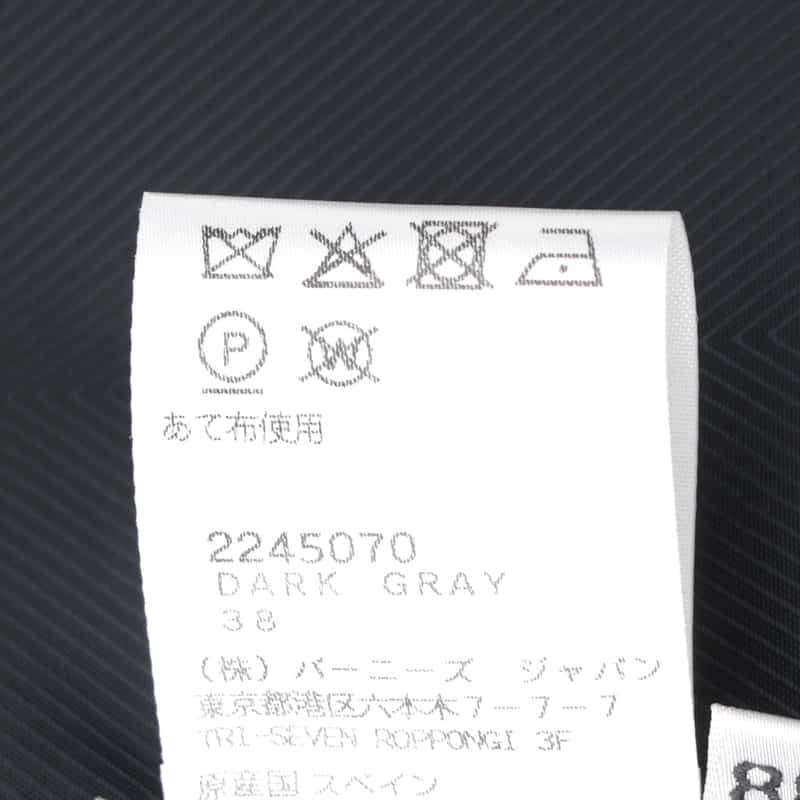 P W
あて布使用
2245070
DARK GRAY
38
(株) バーニーズ ジャパン
東京都港区六本木7-7-7
TRI-SEVEN ROPPONGI 3F
原産国 スペイン